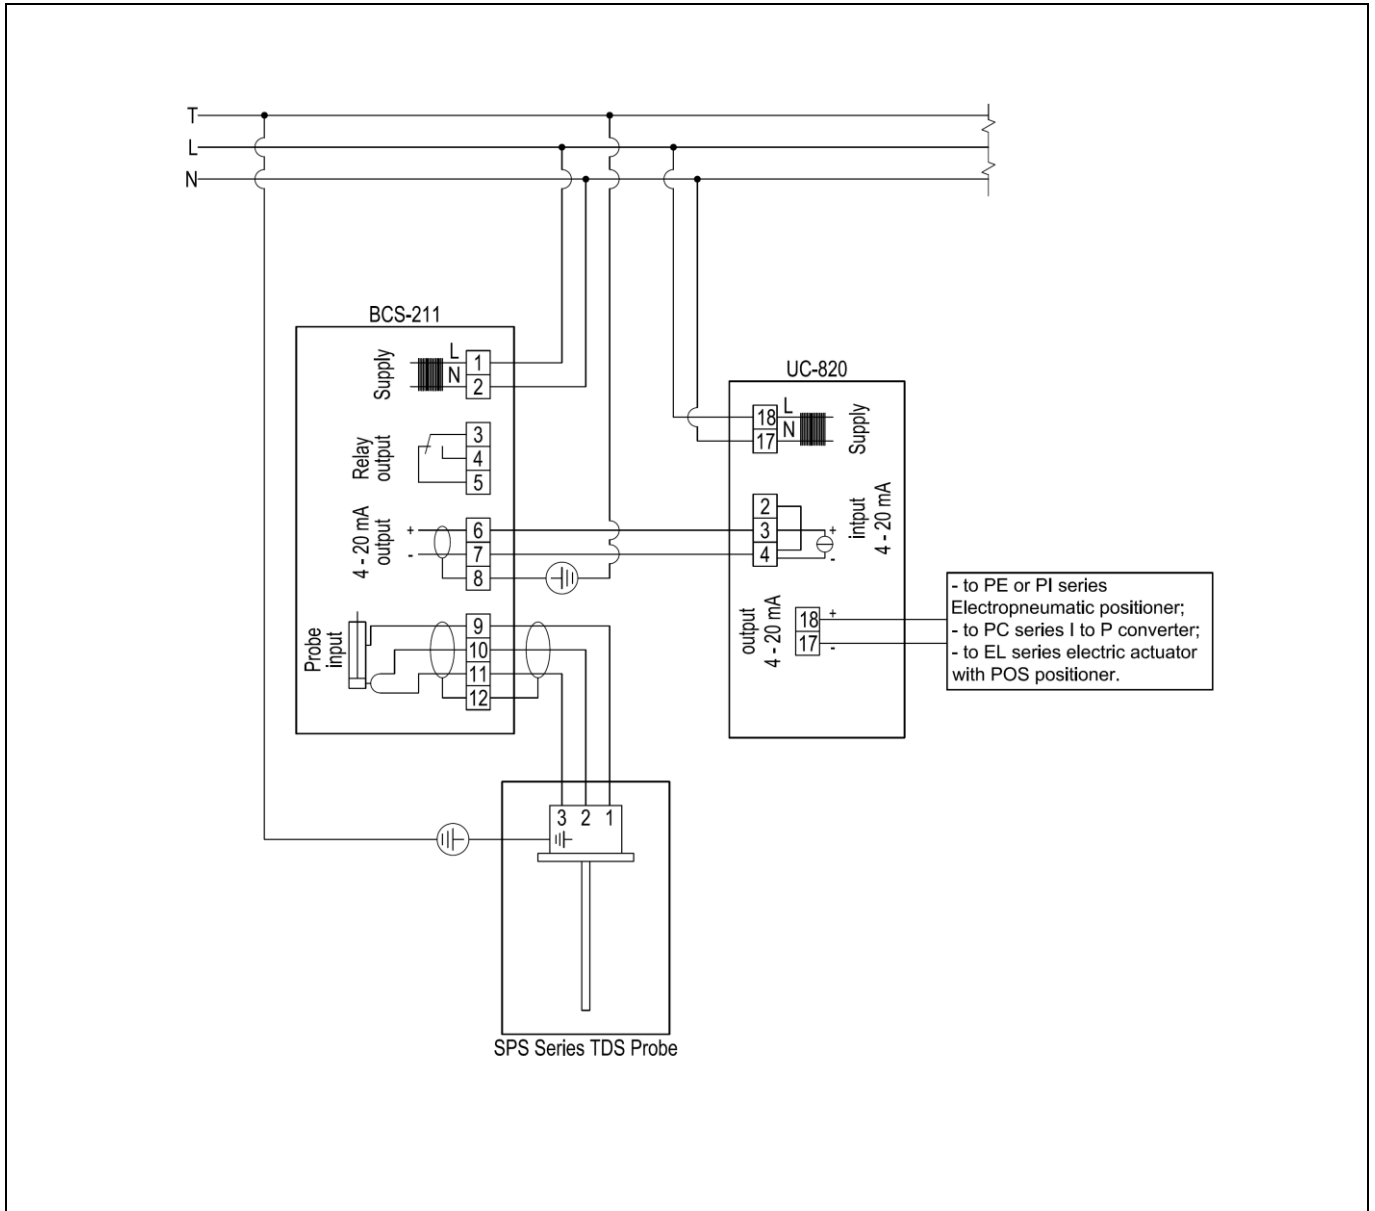 T
L
N
BCS-211
Supply
L
N
1
2
Relay
output
3
4
5
4 - 20 mA
output
+
-
6
7
8
Probe
input
9
10
11
12
UC-820
18
17
L
N
Supply
2
3
4
+
-
intput
4 - 20 mA
output
4 - 20 mA
18
17
+
-
- to PE or PI series
Electropneumatic positioner;
- to PC series I to P converter;
- to EL series electric actuator
with POS positioner.
3 2 1
SPS Series TDS Probe